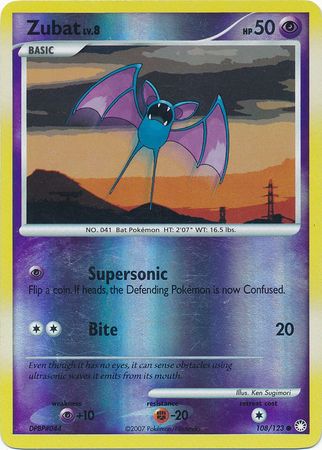 Zubat LV.8 HP 50
BASIC
NO. 041 Bat Pokémon HT: 2'07" WT: 16.5 lbs.
Supersonic
Flip a coin. If heads, the Defending Pokémon is now Confused.
Bite 20
Even though it has no eyes, it can sense obstacles using
ultrasonic waves it emits from its mouth.
Illus. Ken Sugimori
weakness resistance retreat cost
+10 -20
DPBP#044 ©2007 Pokémon/Nintendo 108/123